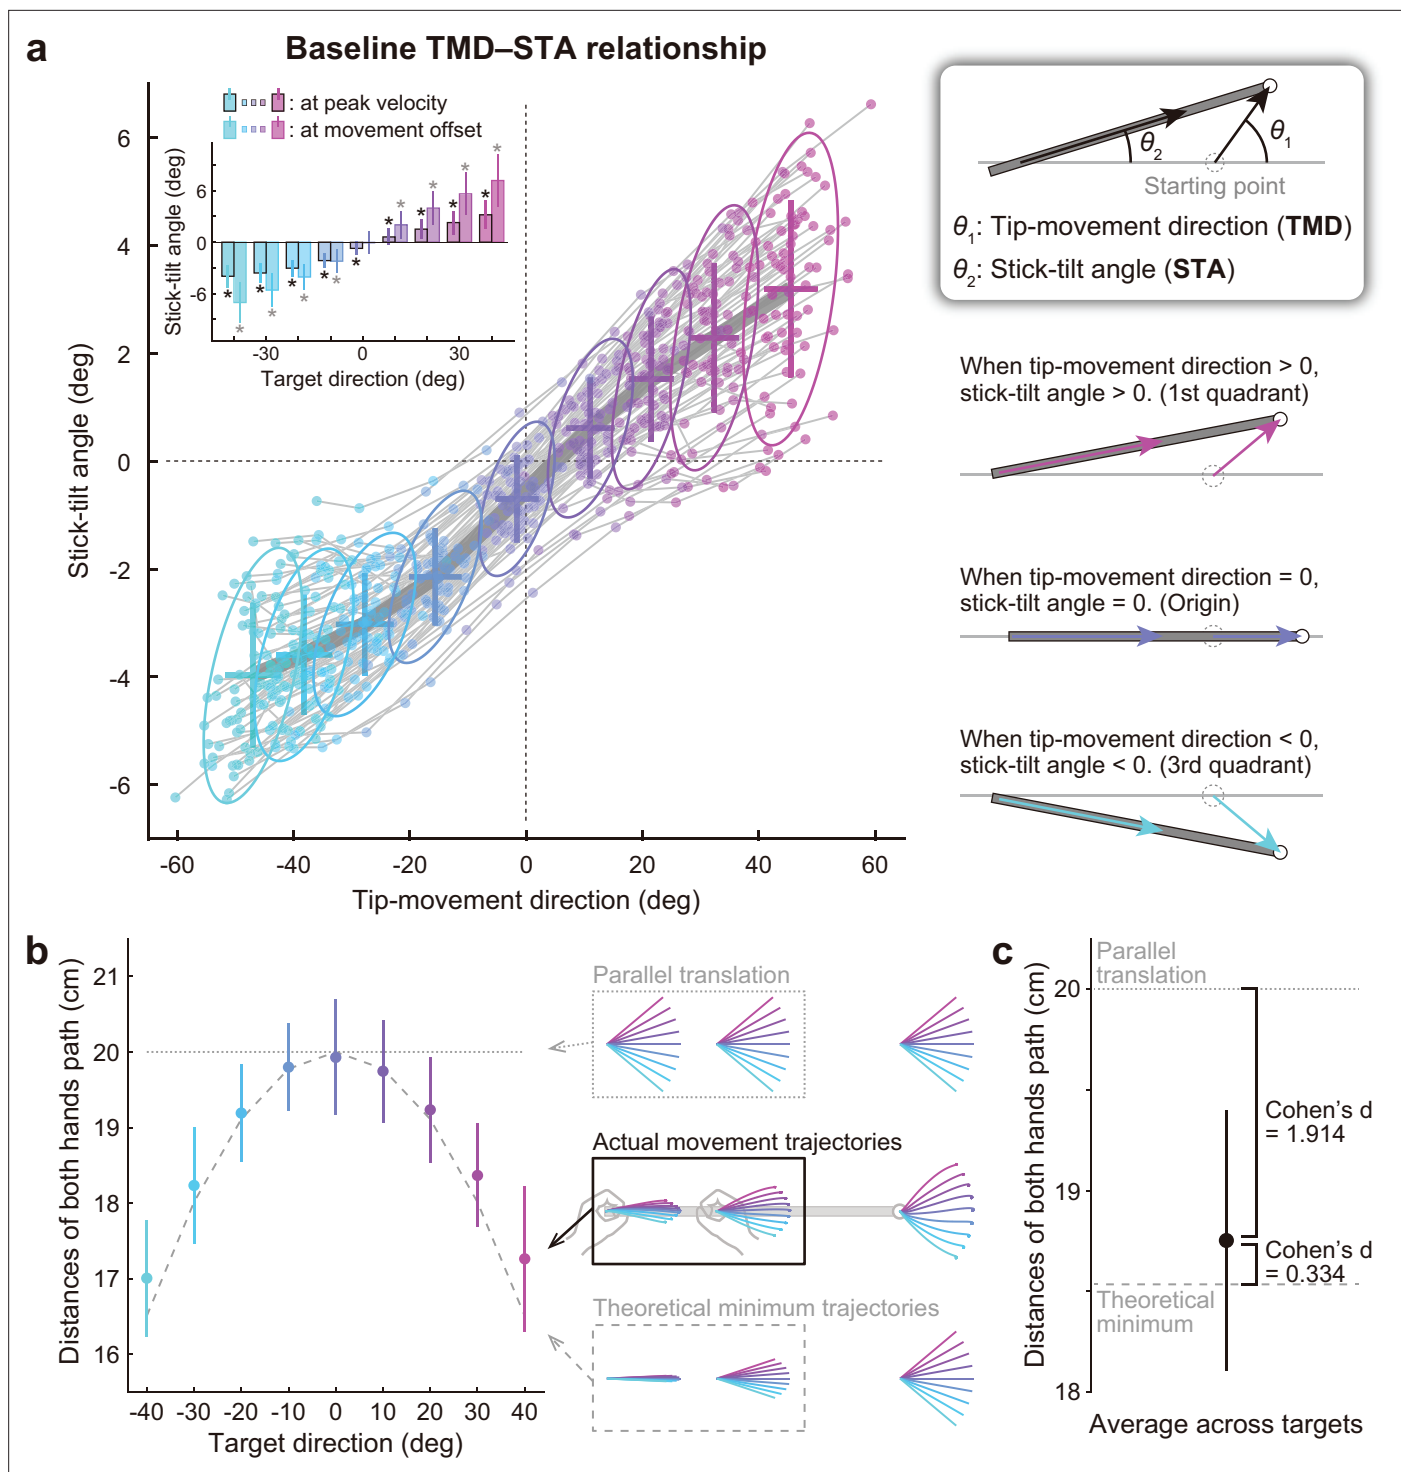 a
Baseline TMD–STA relationship
: at peak velocity
: at movement offset
Stick-tilt angle (deg)
6
0
-6
-30
0
30
Target direction (deg)
Stick-tilt angle (deg)
6
4
2
0
-2
-4
-6
-60
-40
-20
0
20
40
60
Tip-movement direction (deg)
θ2
θ1
Starting point
θ1: Tip-movement direction (TMD)
θ2: Stick-tilt angle (STA)
When tip-movement direction > 0,
stick-tilt angle > 0. (1st quadrant)
When tip-movement direction = 0,
stick-tilt angle = 0. (Origin)
When tip-movement direction < 0,
stick-tilt angle < 0. (3rd quadrant)
b
Distances of both hands path (cm)
21
20
19
18
17
16
-40
-30
-20
-10
0
10
20
30
40
Target direction (deg)
Parallel translation
Actual movement trajectories
Theoretical minimum trajectories
c
Distances of both hands path (cm)
Parallel
translation
20
19
18
Cohen's d
= 1.914
Cohen's d
= 0.334
Theoretical
minimum
Average across targets